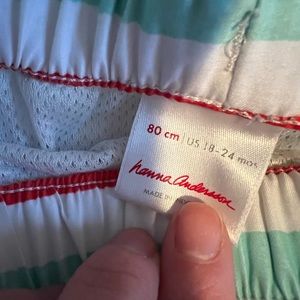 80 cm | US 18-24 mos
hanna andersson
MADE IN